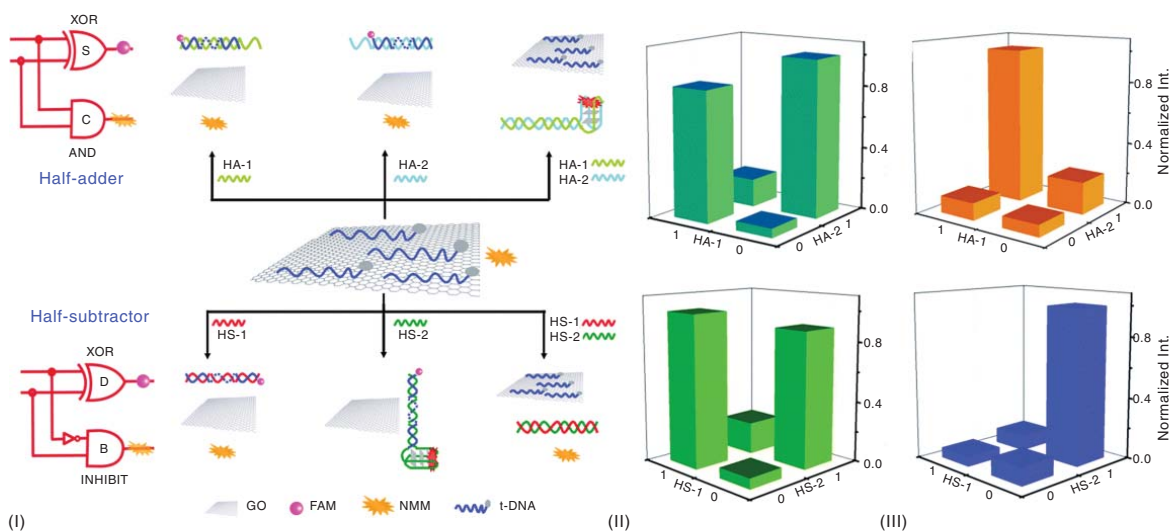 XOR
S
C
AND
Half-adder
HA-1
HA-2
HA-1
HA-2
Half-subtractor
HS-1
HS-2
HS-1
HS-2
XOR
D
B
INHIBIT
GO
FAM
NMM
t-DNA
(I)
0.8
0.4
0.0
1
HA-1
0
0
HA-2
1
0.8
0.4
0.0
Normalized Int.
1
HA-1
0
0
HA-2
1
0.8
0.4
0.0
1
HS-1
0
0
HS-2
1
(II)
0.8
0.4
0.0
Normalized Int.
1
HS-1
0
0
HS-2
1
(III)